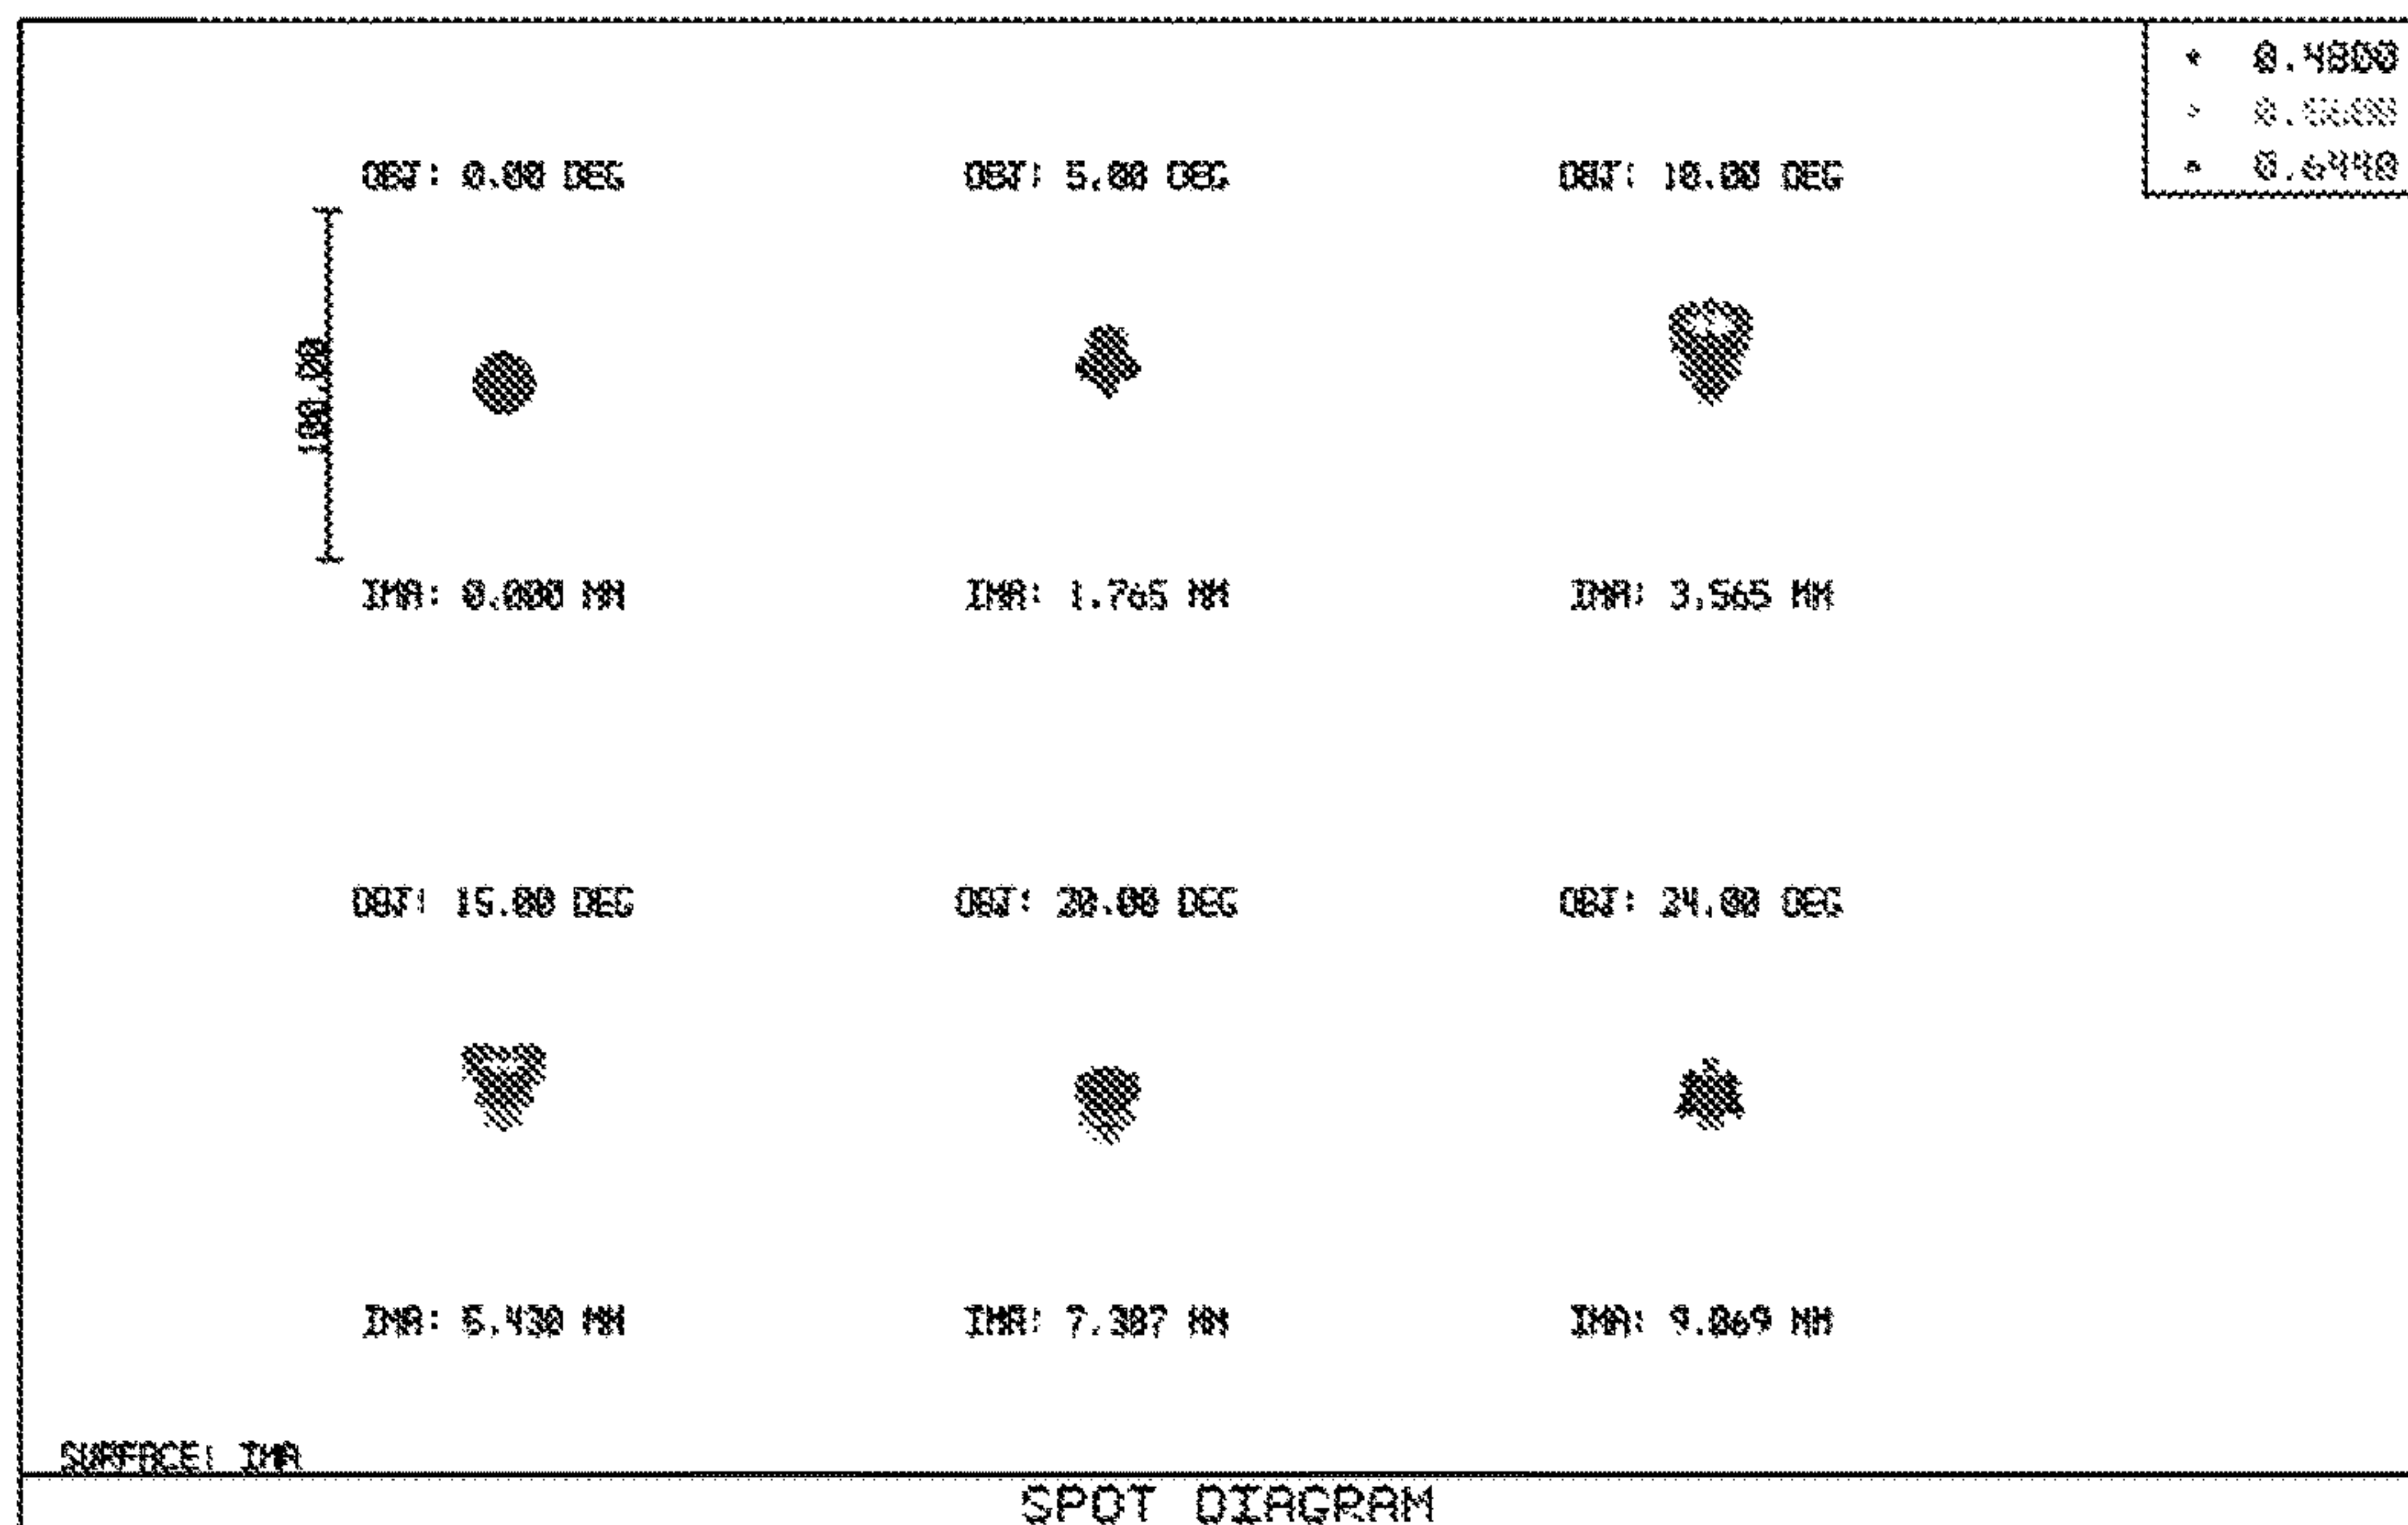 0.4800
0.6440
OBJ: 0.00 DEG
OBJ: 5.00 DEG
OBJ: 10.00 DEG
100.00
IMA: 0.000 MM
IMA: 1.765 MM
IMA: 3.565 MM
OBJ: 15.00 DEG
OBJ: 20.00 DEG
OBJ: 24.00 DEG
IMA: 5.430 MM
IMA: 7.387 MM
IMA: 9.069 MM
SURFACE: IMA
SPOT DIAGRAM